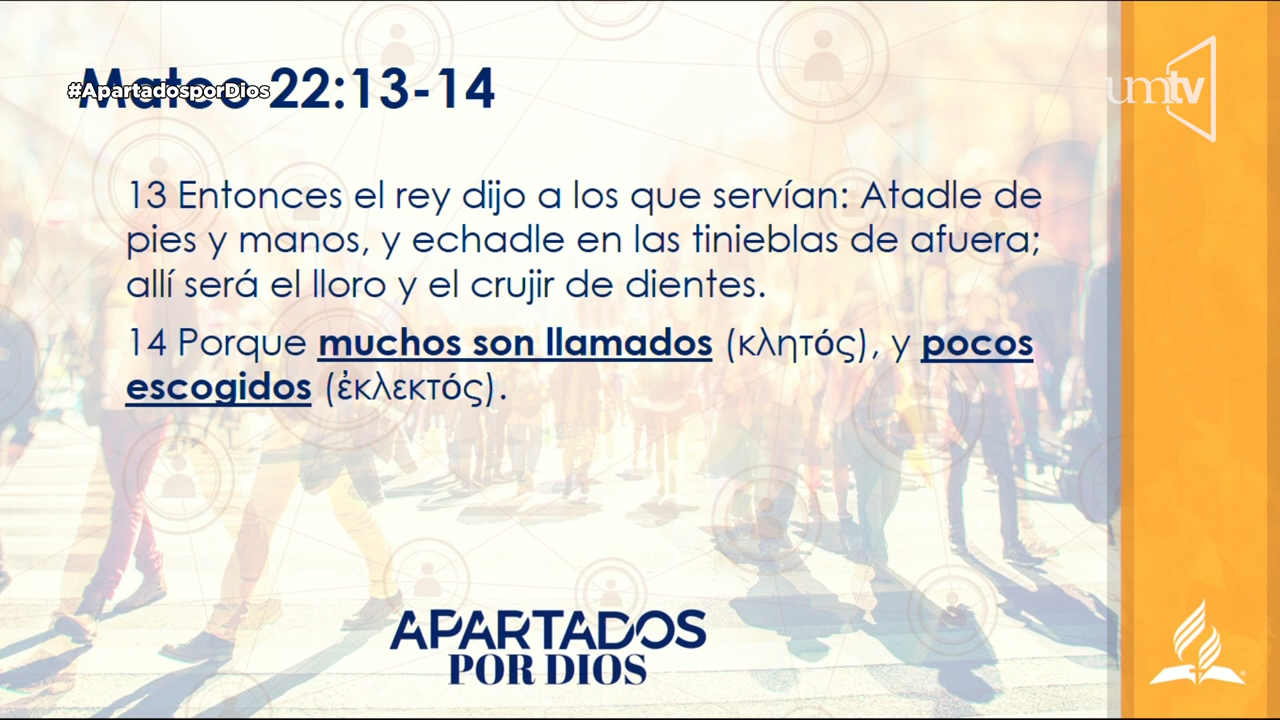 Mateo 22:13-14
#ApartadosporDios
umtv
13 Entonces el rey dijo a los que servían: Atadle de
pies y manos, y echadle en las tinieblas de afuera;
allí será el lloro y el crujir de dientes.
14 Porque muchos son llamados (κλητός), y pocos
escogidos (ἐκλεκτός).
APARTADOS
POR DIOS